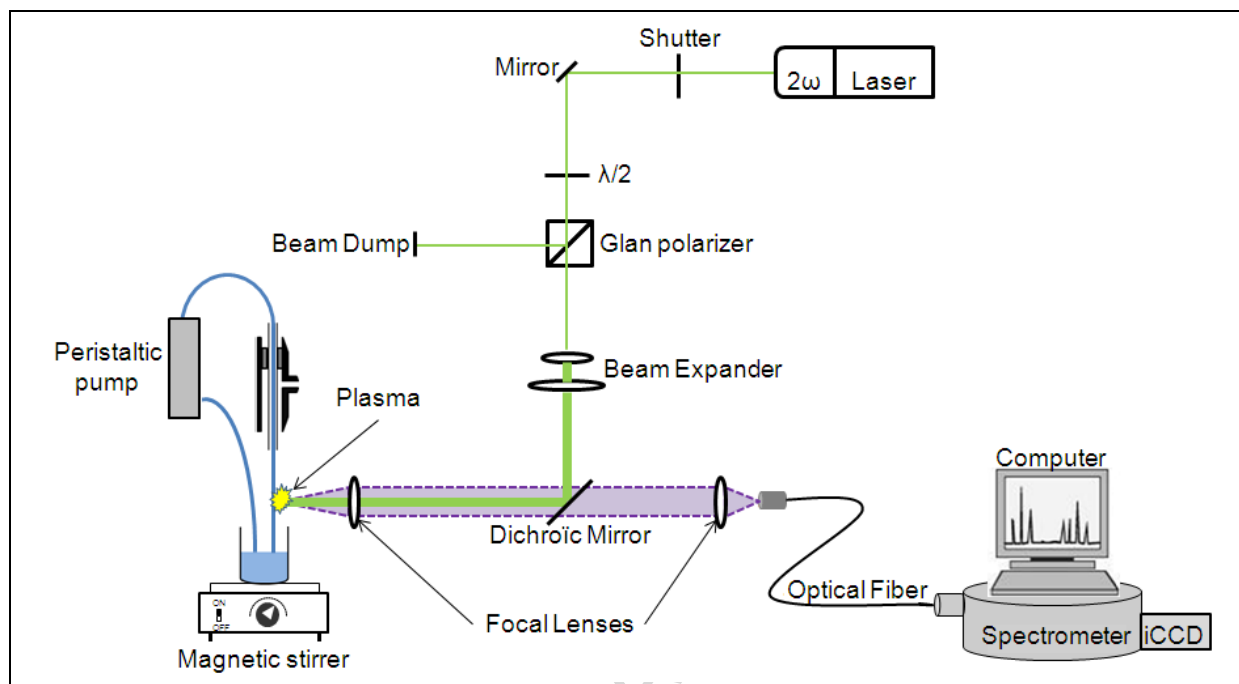 Shutter
Mirror
2ω
Laser
λ/2
Beam Dump
Glan polarizer
Peristaltic
pump
Beam Expander
Plasma
Computer
Dichroïc Mirror
Optical Fiber
ON
OFF
Focal Lenses
Spectrometer
iCCD
Magnetic stirrer